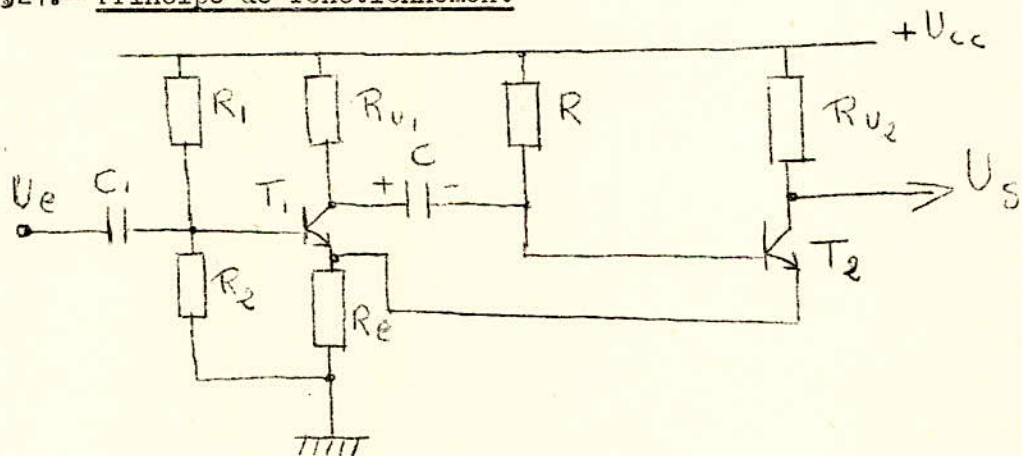 Principe de fonctionnement
+Ucc
R1
Ru1
R
Ru2
C
+
-
Ue
C1
T1
Us
T2
R2
Re